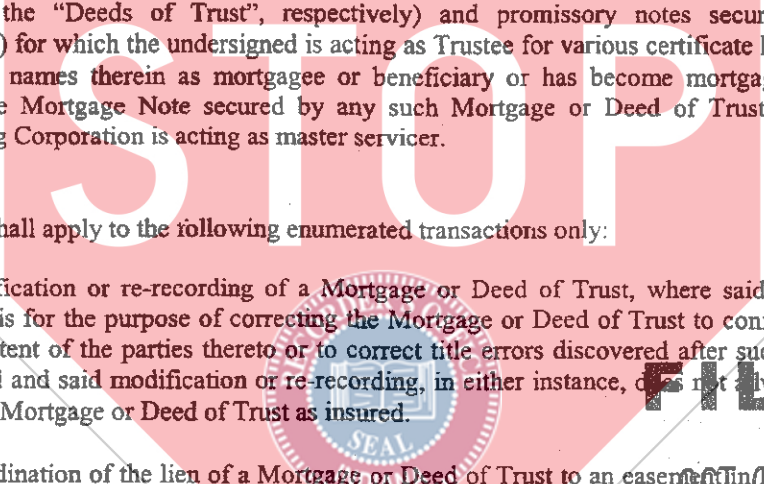 the “Deeds of Trust”, respectively) and promissory notes secur
) for which the undersigned is acting as Trustee for various certificate
names therein as mortgagee or beneficiary or has become mortga
e Mortgage Note secured by any such Mortgage or Deed of Trust
g Corporation is acting as master servicer.
STOP
hall apply to the following enumerated transactions only:
fication or re-recording of a Mortgage or Deed of Trust, where said
is for the purpose of correcting the Mortgage or Deed of Trust to con
tent of the parties thereto or to correct title errors discovered after suc
and said modification or re-recording, in either instance, does not
Mortgage or Deed of Trust as insured.
SEAL
dination of the lien of a Mortgage or Deed of Trust to an easement in